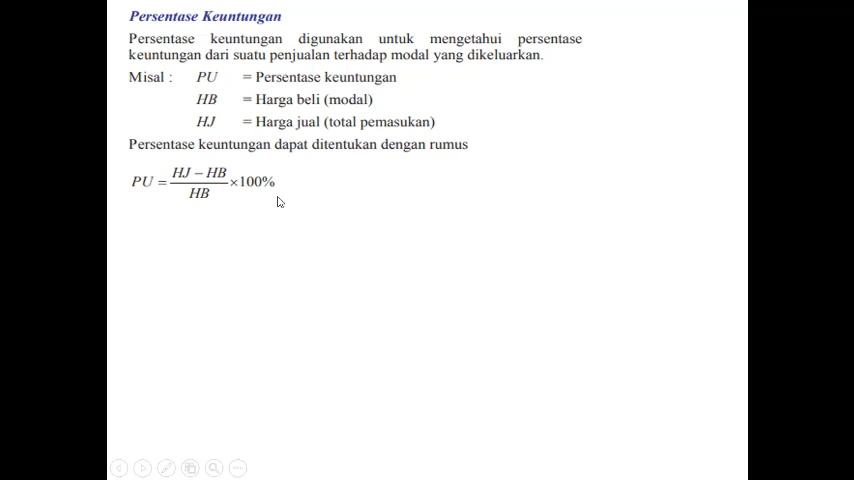 Persentase Keuntungan
Persentase keuntungan digunakan untuk mengetahui persentase
keuntungan dari suatu penjualan terhadap modal yang dikeluarkan.
Misal : PU = Persentase keuntungan
HB = Harga beli (modal)
HJ = Harga jual (total pemasukan)
Persentase keuntungan dapat ditentukan dengan rumus
PU = \frac{HJ − HB}{HB} × 100%